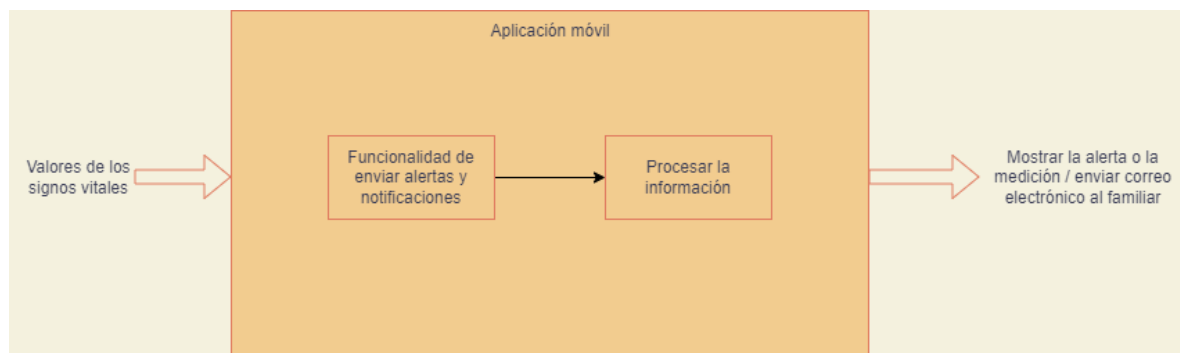 Aplicación móvil
Valores de los
signos vitales
Funcionalidad de
enviar alertas y
notificaciones
Procesar la
información
Mostrar la alerta o la
medición / enviar correo
electrónico al familiar